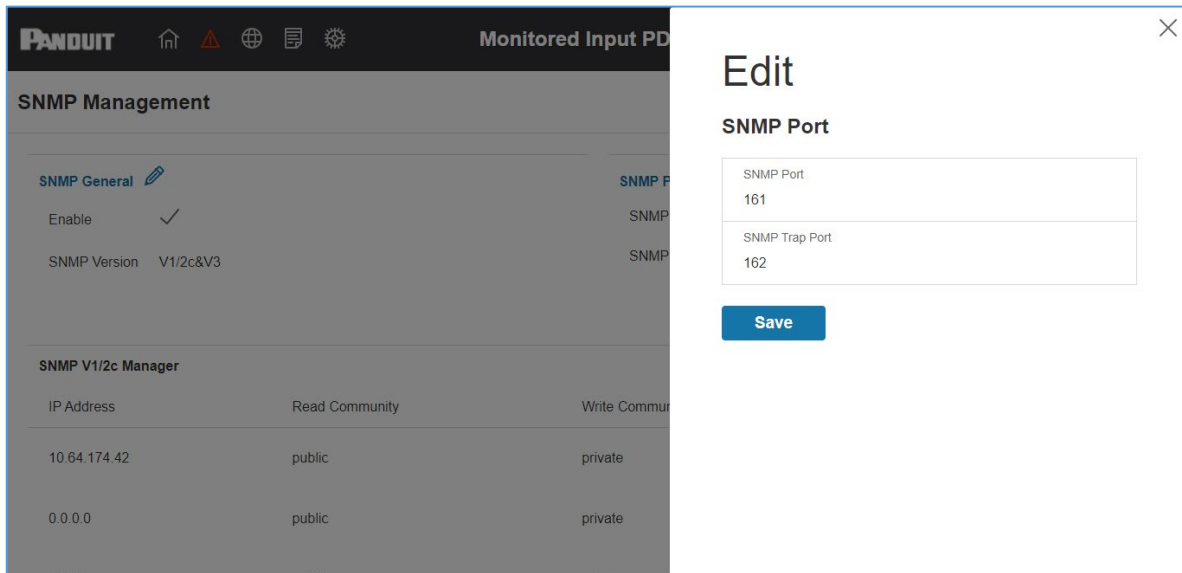 PANDUIT
Monitored Input PD
SNMP Management
SNMP General
Enable
SNMP Version V1/2c&V3
SNMP P
SNMP
SNMP
SNMP V1/2c Manager
IP Address Read Community Write Commun
10.64.174.42 public private
0.0.0.0 public private
Edit
SNMP Port
SNMP Port
161
SNMP Trap Port
162
Save